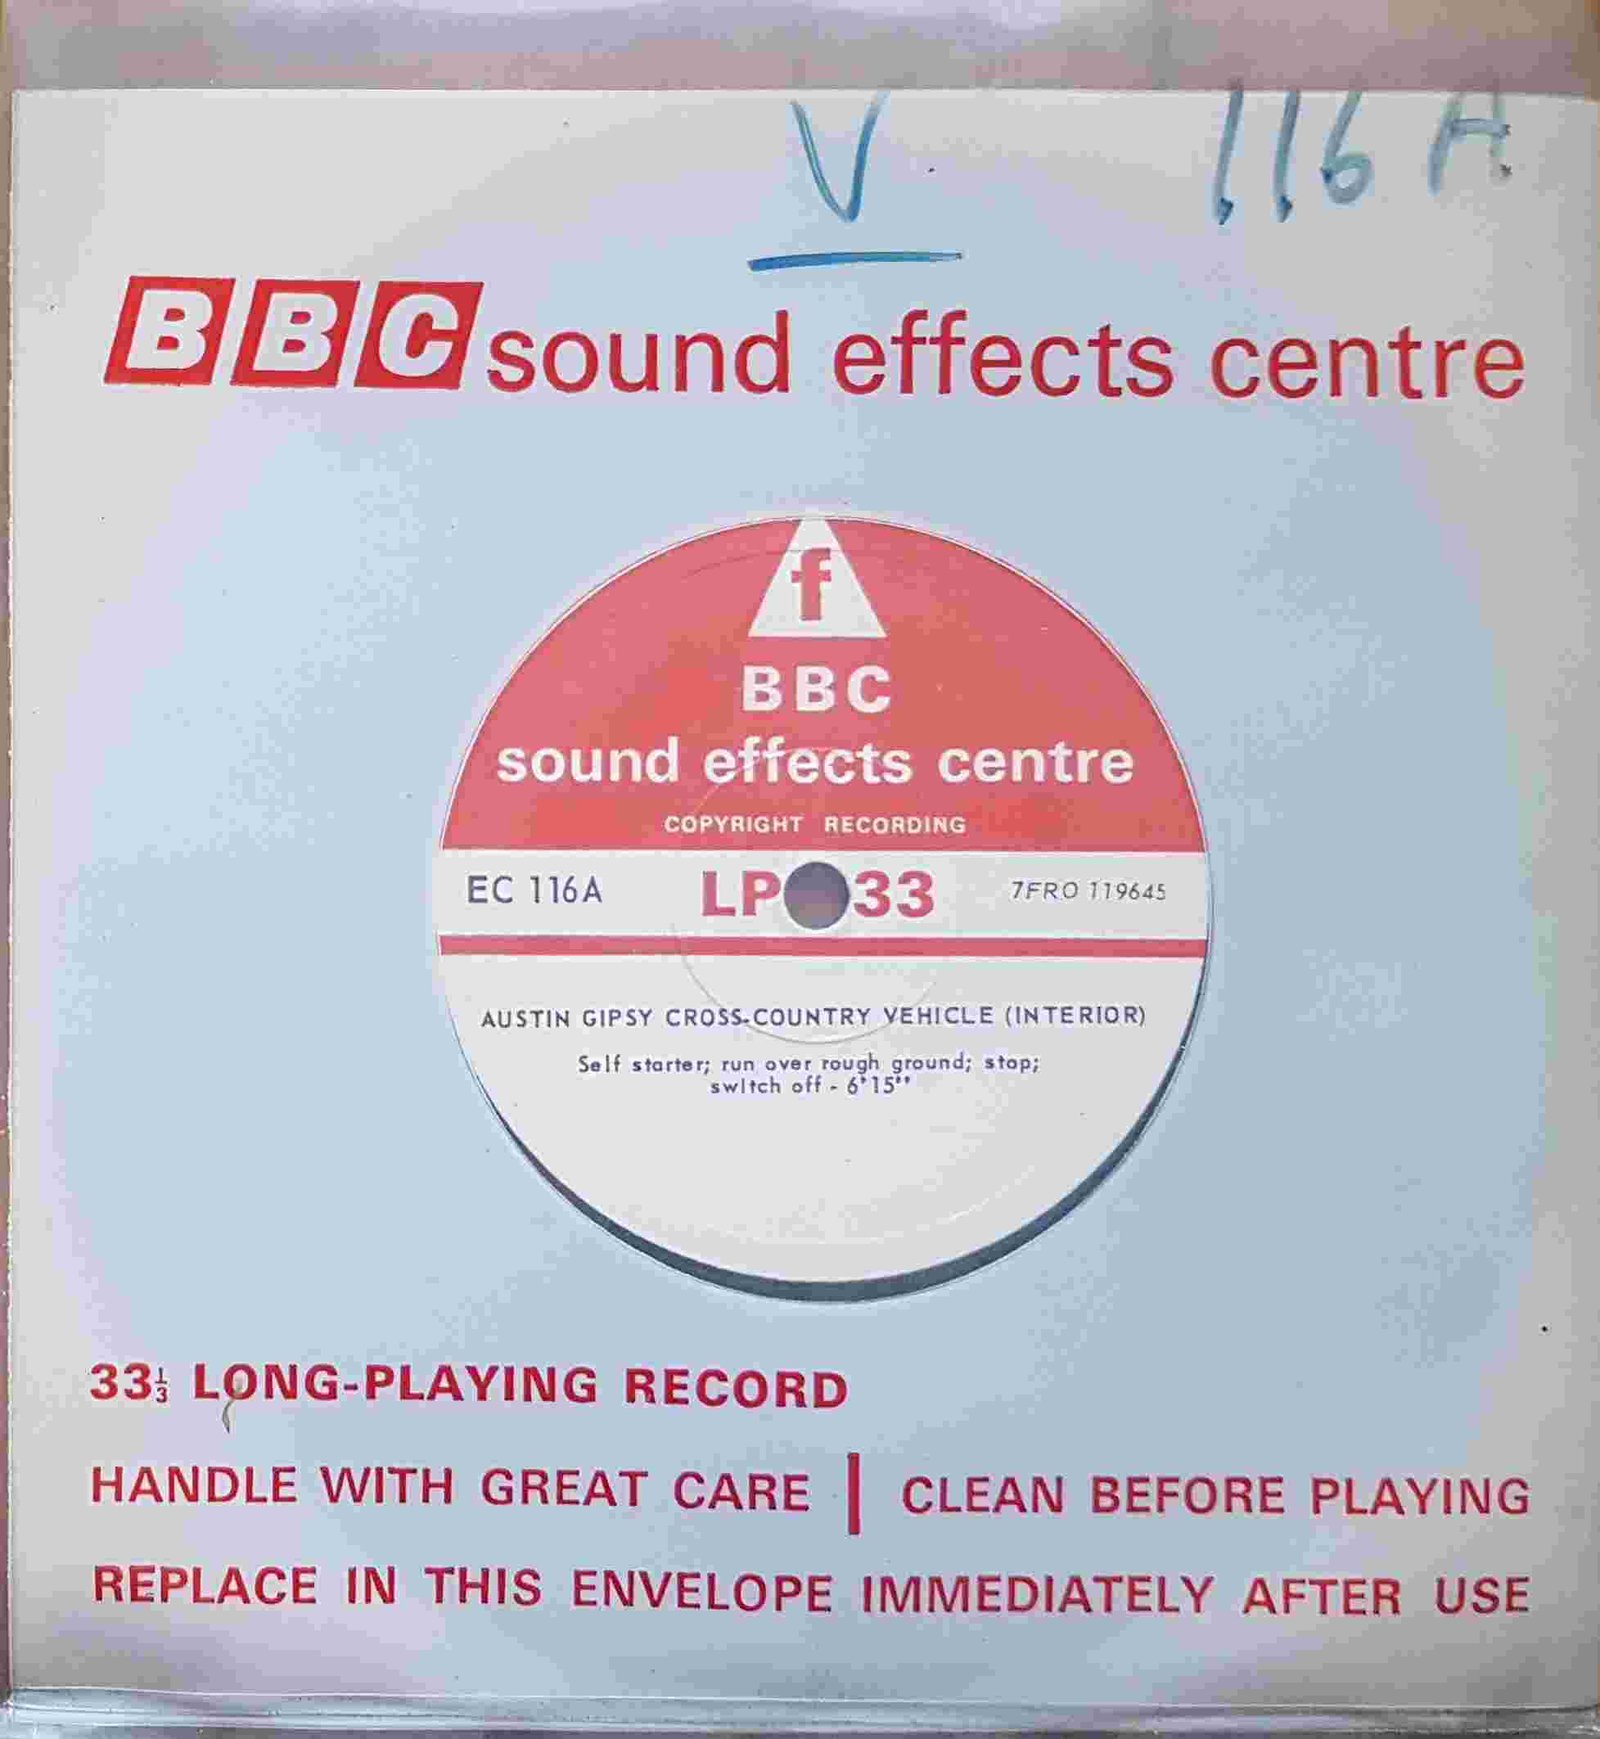 V 116 A
BBC sound effects centre
f
BBC
sound effects centre
COPYRIGHT RECORDING
EC 116A LP 33 7FRO 119645
AUSTIN GIPSY CROSS-COUNTRY VEHICLE (INTERIOR)
Self starter; run over rough ground; stop;
switch off - 6'15''
33⅓ LONG-PLAYING RECORD
HANDLE WITH GREAT CARE | CLEAN BEFORE PLAYING
REPLACE IN THIS ENVELOPE IMMEDIATELY AFTER USE